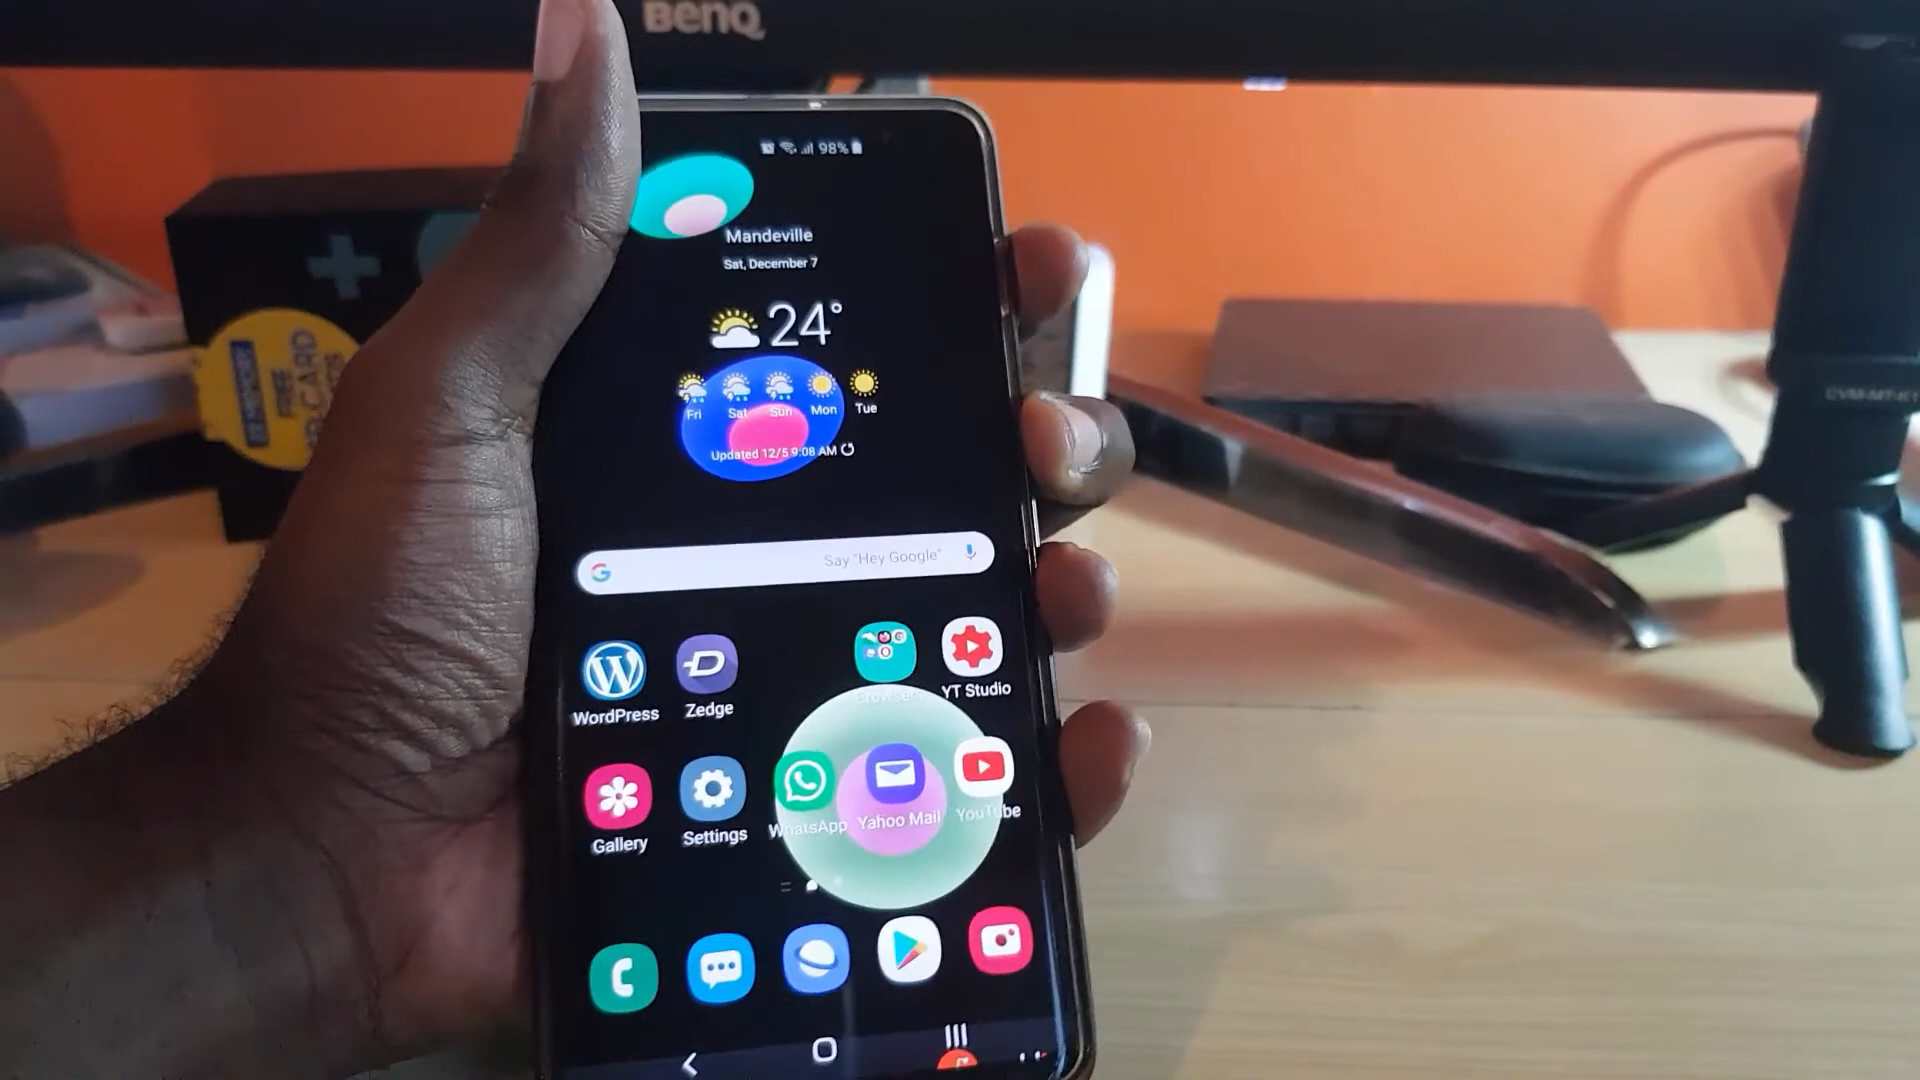 BenQ
98%
Mandeville
Sat, December 7
24°
Fri Sat Sun Mon Tue
Updated 12/5 9:08 AM
Say "Hey Google"
WordPress Zedge YT Studio
Gallery Settings WhatsApp Yahoo Mail YouTube
FREE